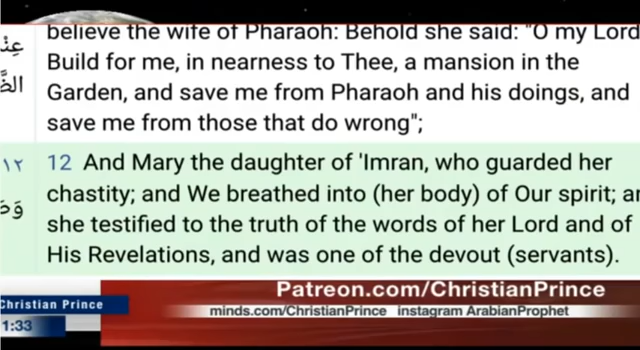 believe the wife of Pharaoh: Behold she said: "O my Lord
Build for me, in nearness to Thee, a mansion in the
Garden, and save me from Pharaoh and his doings, and
save me from those that do wrong";
١٢
12 And Mary the daughter of 'Imran, who guarded her
chastity; and We breathed into (her body) of Our spirit; a
she testified to the truth of the words of her Lord and of
His Revelations, and was one of the devout (servants).
Christian Prince
1:33
Patreon.com/ChristianPrince
minds.com/ChristianPrince instagram ArabianProphet